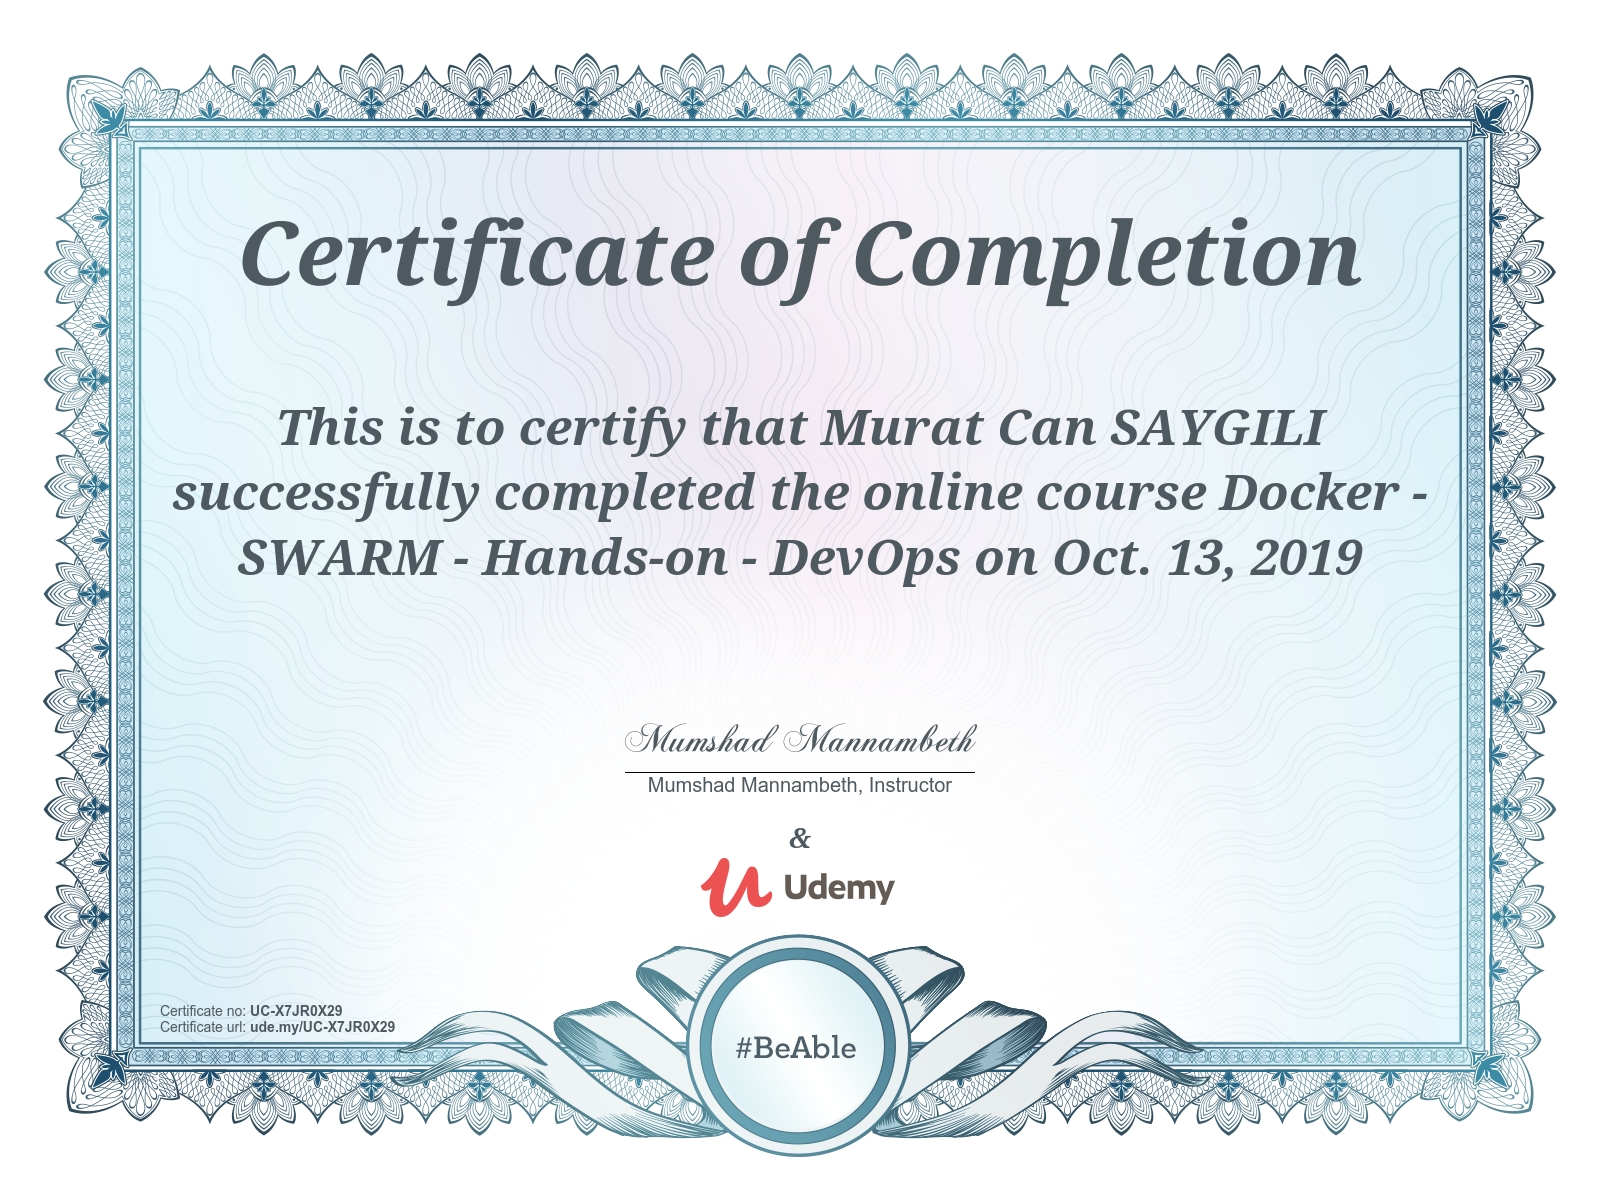 Certificate of Completion
This is to certify that Murat Can SAYGILI
successfully completed the online course Docker -
SWARM - Hands-on - DevOps on Oct. 13, 2019
Mumshad Mannambeth
Mumshad Mannambeth, Instructor
&
Udemy
Certificate no: UC-X7JR0X29
Certificate url: ude.my/UC-X7JR0X29
#BeAble